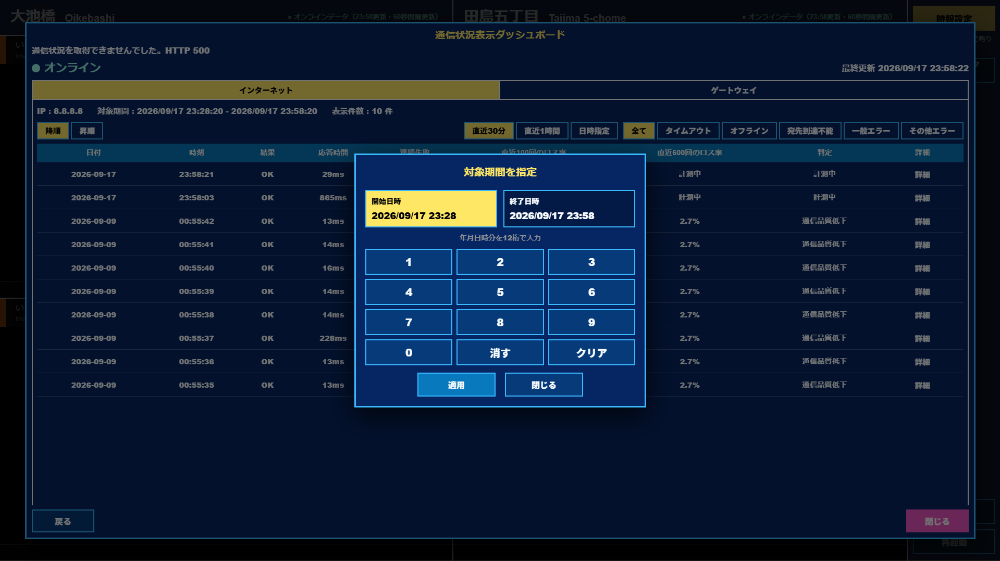 大池橋 Oikebashi
●オンラインデータ（23:58更新・60秒間隔更新）
田島五丁目 Tajima 5-chome
●オンラインデータ（23:58更新・60秒間隔更新）
時報設定
で鳴り
通信状況表示ダッシュボード
通信状況を取得できませんでした。HTTP 500
● オンライン
最終更新 2026/09/17 23:58:22
インターネット
ゲートウェイ
IP : 8.8.8.8 対象期間 : 2026/09/17 23:28:20 - 2026/09/17 23:58:20 表示件数 : 10 件
降順 昇順 直近30分 直近1時間 日時指定 全て タイムアウト オフライン 宛先到達不能 一般エラー その他エラー
日付 時刻 結果 応答時間 連続失敗 直近100回のロス率 直近600回のロス率 判定 詳細
2026-09-17 23:58:21 OK 29ms 計測中 計測中 詳細
2026-09-17 23:58:03 OK 865ms 計測中 計測中 詳細
2026-09-09 00:55:42 OK 13ms 2.7% 通信品質低下 詳細
2026-09-09 00:55:41 OK 14ms 2.7% 通信品質低下 詳細
2026-09-09 00:55:40 OK 16ms 2.7% 通信品質低下 詳細
2026-09-09 00:55:39 OK 14ms 2.7% 通信品質低下 詳細
2026-09-09 00:55:38 OK 14ms 2.7% 通信品質低下 詳細
2026-09-09 00:55:37 OK 228ms 2.7% 通信品質低下 詳細
2026-09-09 00:55:36 OK 13ms 2.7% 通信品質低下 詳細
2026-09-09 00:55:35 OK 13ms 2.7% 通信品質低下 詳細
対象期間を指定
開始日時
2026/09/17 23:28
終了日時
2026/09/17 23:58
年月日時分を12桁で入力
1 2 3
4 5 6
7 8 9
0 消す クリア
適用 閉じる
戻る
閉じる
再起動